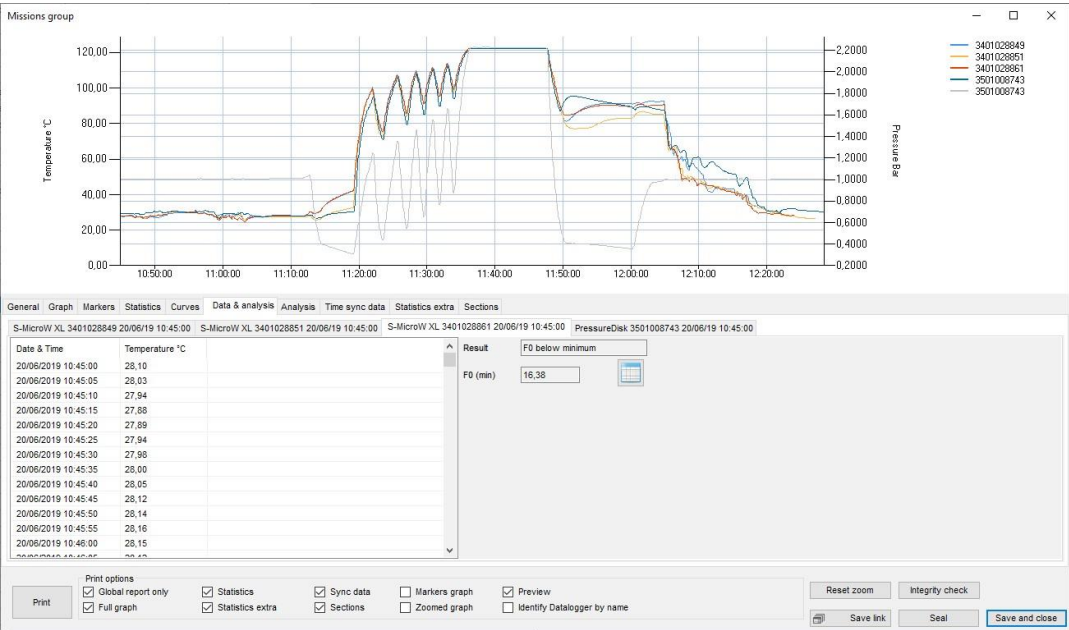 Missions group
120,00
100,00
80,00
60,00
40,00
20,00
0,00
Temperature °C
2,2000
2,0000
1,8000
1,6000
1,4000
1,2000
1,0000
0,8000
0,6000
0,4000
0,2000
Pressure Bar
10:50:00 11:00:00 11:10:00 11:20:00 11:30:00 11:40:00 11:50:00 12:00:00 12:10:00 12:20:00
3401028849
3401028851
3401028861
3501008743
3501008743
General Graph Markers Statistics Curves Data & analysis Analysis Time sync data Statistics extra Sections
S-MicroW XL 3401028849 20/06/19 10:45:00 S-MicroW XL 3401028851 20/06/19 10:45:00 S-MicroW XL 3401028861 20/06/19 10:45:00 PressureDisk 3501008743 20/06/19 10:45:00
Date & Time Temperature °C
20/06/2019 10:45:00 28,10
20/06/2019 10:45:05 28,03
20/06/2019 10:45:10 27,94
20/06/2019 10:45:15 27,88
20/06/2019 10:45:20 27,89
20/06/2019 10:45:25 27,94
20/06/2019 10:45:30 27,98
20/06/2019 10:45:35 28,00
20/06/2019 10:45:40 28,05
20/06/2019 10:45:45 28,12
20/06/2019 10:45:50 28,14
20/06/2019 10:45:55 28,16
20/06/2019 10:46:00 28,15
Result F0 below minimum
F0 (min) 16,38
Print
Print options
Global report only Statistics Sync data Markers graph Preview
Full graph Statistics extra Sections Zoomed graph Identify Datalogger by name
Reset zoom Integrity check
Save link Seal Save and close